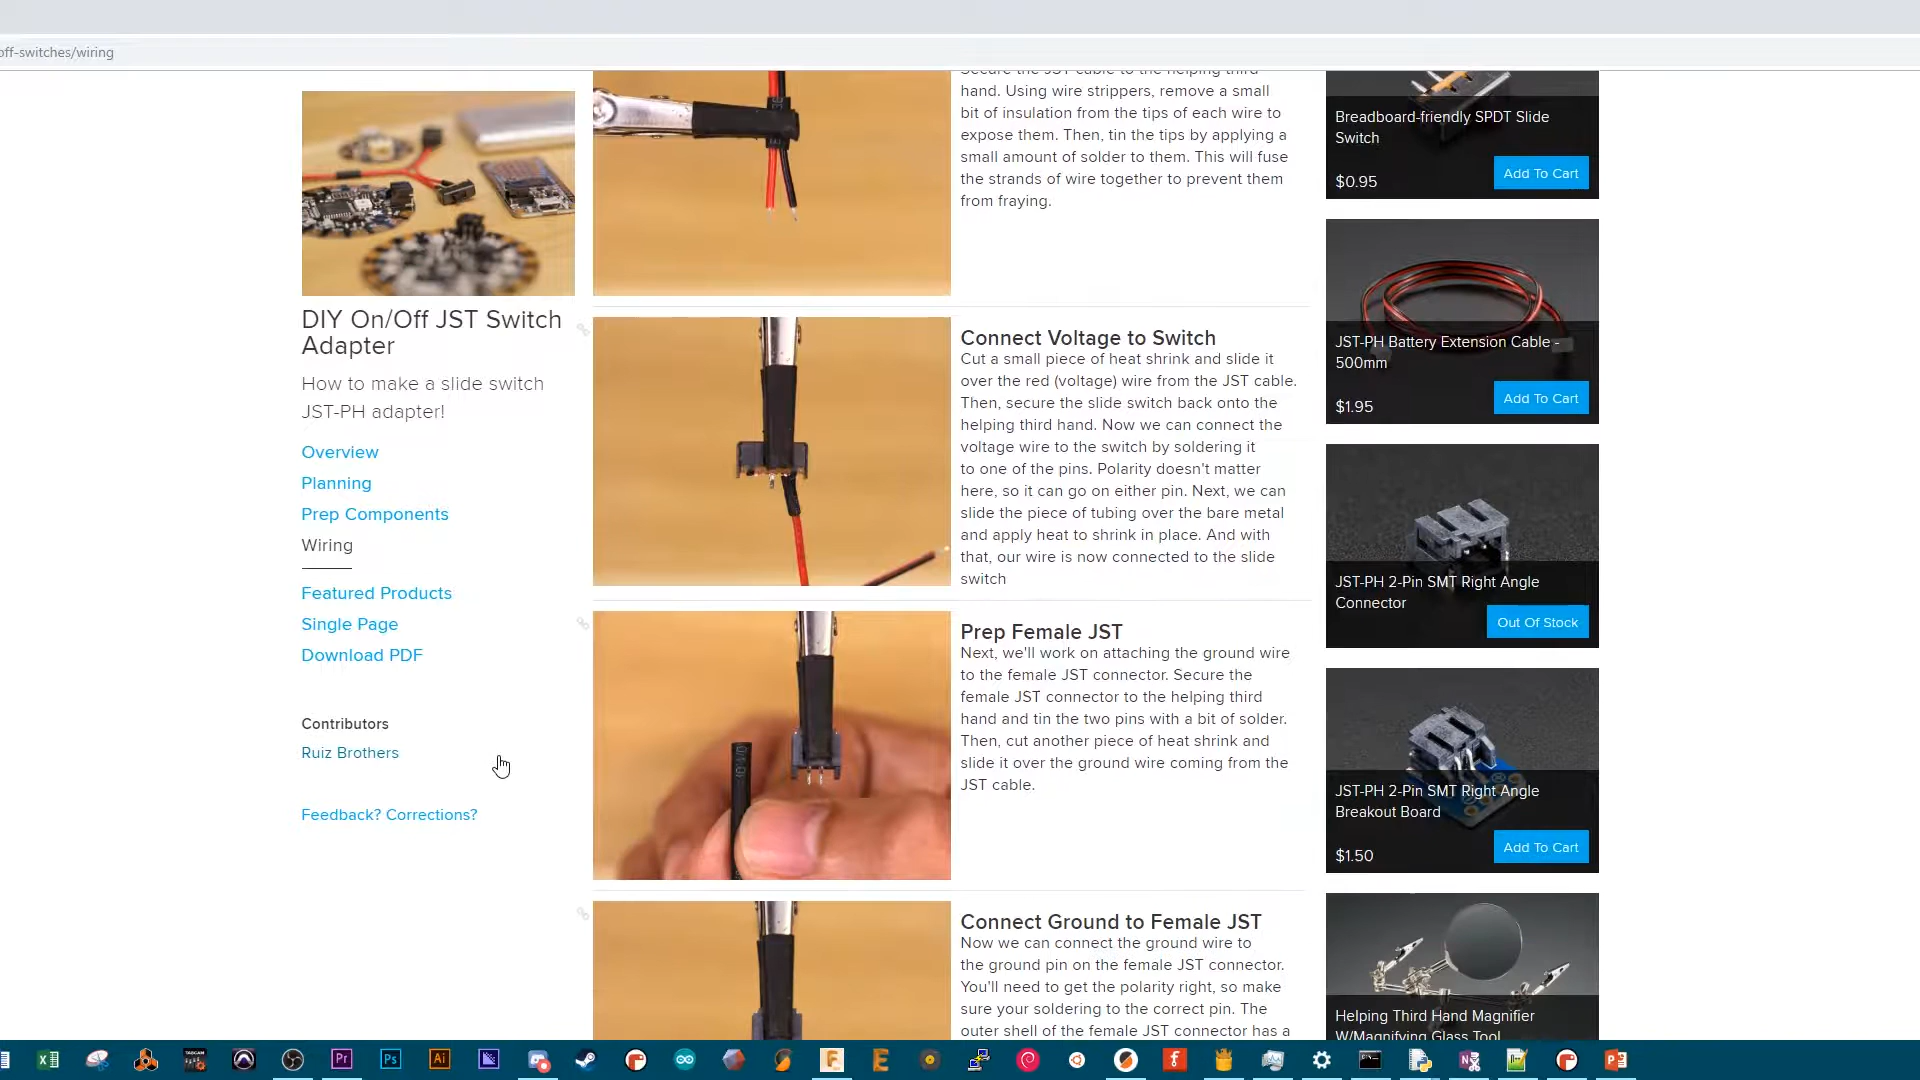 off-switches/wiring
DIY On/Off JST Switch
Adapter
How to make a slide switch
JST-PH adapter!
Overview
Planning
Prep Components
Wiring
Featured Products
Single Page
Download PDF
Contributors
Ruiz Brothers
Feedback? Corrections?
Secure the JST cable to the helping third
hand. Using wire strippers, remove a small
bit of insulation from the tips of each wire to
expose them. Then, tin the tips by applying a
small amount of solder to them. This will fuse
the strands of wire together to prevent them
from fraying.
Connect Voltage to Switch
Cut a small piece of heat shrink and slide it
over the red (voltage) wire from the JST cable.
Then, secure the slide switch back onto the
helping third hand. Now we can connect the
voltage wire to the switch by soldering it
to one of the pins. Polarity doesn't matter
here, so it can go on either pin. Next, we can
slide the piece of tubing over the bare metal
and apply heat to shrink in place. And with
that, our wire is now connected to the slide
switch
Prep Female JST
Next, we'll work on attaching the ground wire
to the female JST connector. Secure the
female JST connector to the helping third
hand and tin the two pins with a bit of solder.
Then, cut another piece of heat shrink and
slide it over the ground wire coming from the
JST cable.
Connect Ground to Female JST
Now we can connect the ground wire to
the ground pin on the female JST connector.
You'll need to get the polarity right, so make
sure your soldering to the correct pin. The
outer shell of the female JST connector has a
Breadboard-friendly SPDT Slide
Switch
$0.95
Add To Cart
JST-PH Battery Extension Cable -
500mm
$1.95
Add To Cart
JST-PH 2-Pin SMT Right Angle
Connector
Out Of Stock
JST-PH 2-Pin SMT Right Angle
Breakout Board
$1.50
Add To Cart
Helping Third Hand Magnifier
W/Magnifying Glass Tool
Pr
Ps
Ai